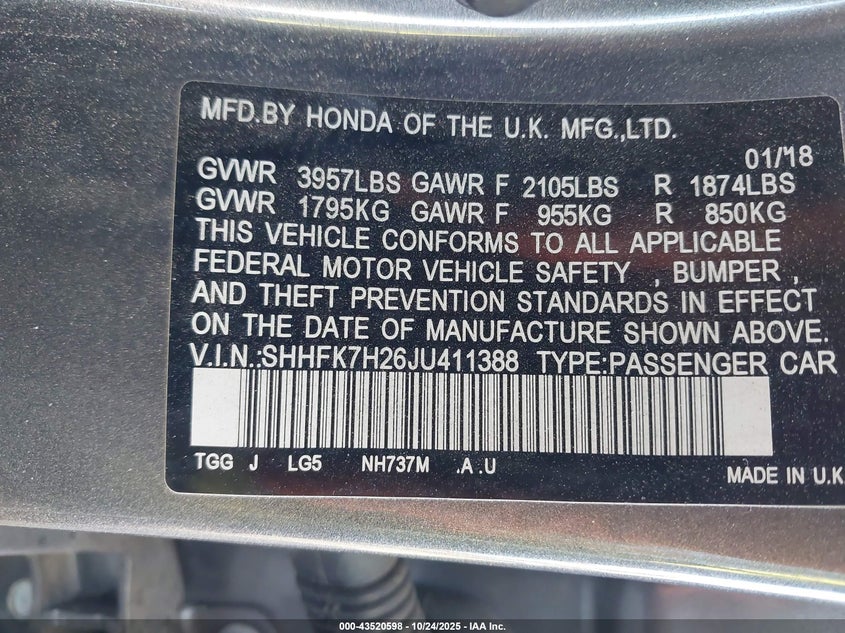 MFD.BY HONDA OF THE U.K. MFG.,LTD.
01/'18
GVWR 3957LBS GAWR F 2105LBS R 1874LBS
GVWR 1795KG GAWR F 955KG R 850KG
THIS VEHICLE CONFORMS TO ALL APPLICABLE
FEDERAL MOTOR VEHICLE SAFETY , BUMPER ,
AND THEFT PREVENTION STANDARDS IN EFFECT
ON THE DATE OF MANUFACTURE SHOWN ABOVE.
V.I.N.:SHHFK7H26JU411388 TYPE:PASSENGER CAR
TGG J LG5 NH737M .A .U
MADE IN U.K
000-43520598 - 10/24/2025 - IAA Inc.